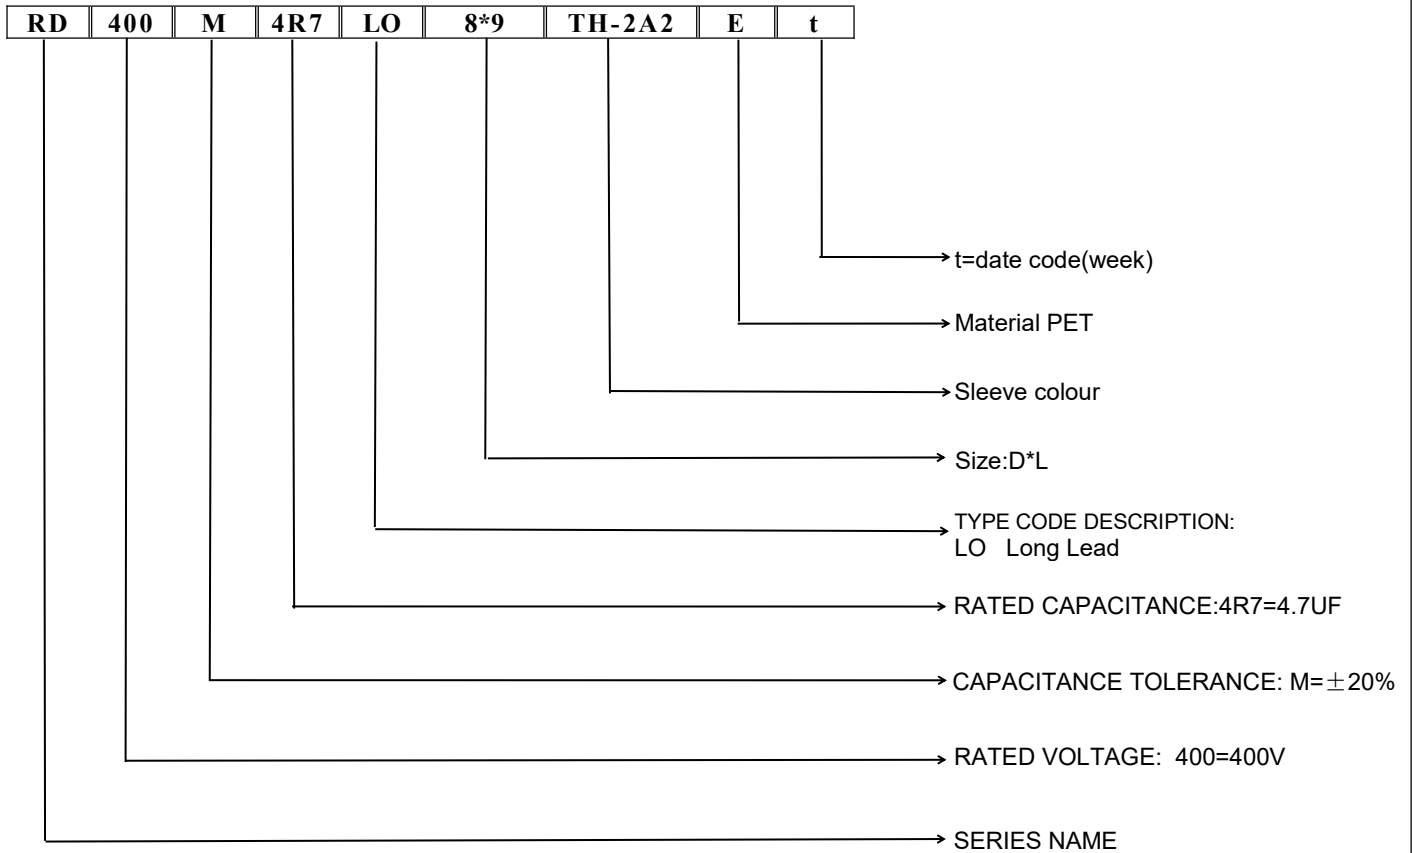 RD 400 M 4R7 LO 8*9 TH-2A2 E t
t=date code(week)
Material PET
Sleeve colour
Size:D*L
TYPE CODE DESCRIPTION:
LO Long Lead
RATED CAPACITANCE:4R7=4.7UF
CAPACITANCE TOLERANCE: M=±20%
RATED VOLTAGE: 400=400V
SERIES NAME